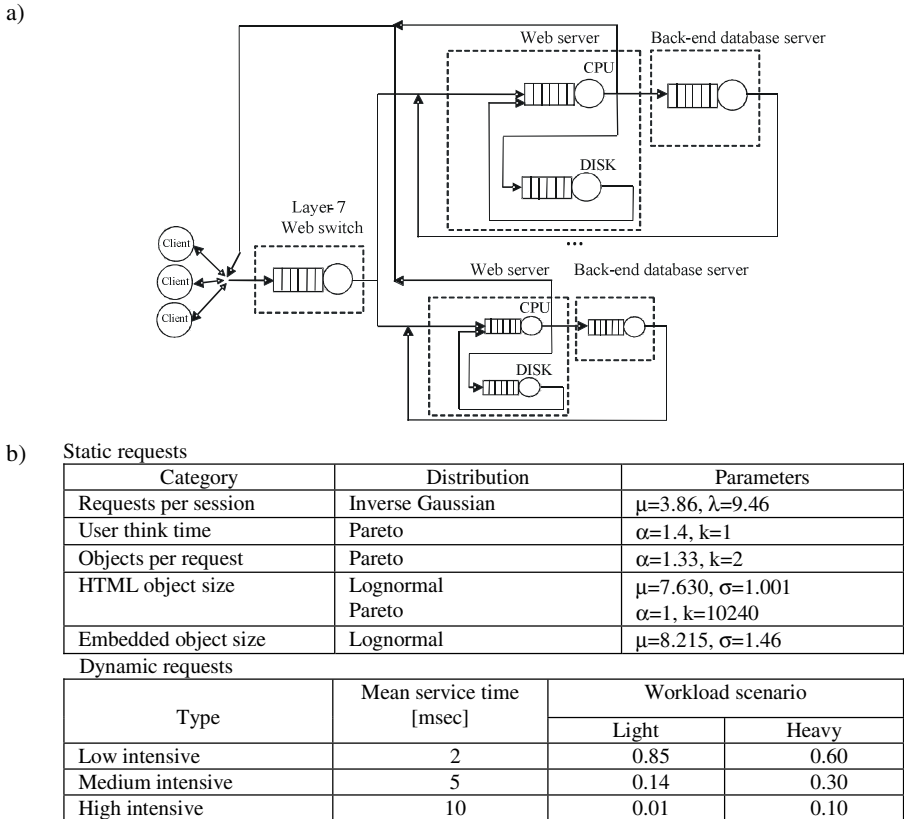 a)
Web server Back-end database server
CPU
DISK
Layer-7
Web switch
Client
Client
Client
...
Web server Back-end database server
CPU
DISK
b) Static requests
Category Distribution Parameters
Requests per session Inverse Gaussian μ=3.86, λ=9.46
User think time Pareto α=1.4, k=1
Objects per request Pareto α=1.33, k=2
HTML object size Lognormal μ=7.630, σ=1.001
Pareto α=1, k=10240
Embedded object size Lognormal μ=8.215, σ=1.46
Dynamic requests
Type Mean service time [msec] Workload scenario
Light Heavy
Low intensive 2 0.85 0.60
Medium intensive 5 0.14 0.30
High intensive 10 0.01 0.10